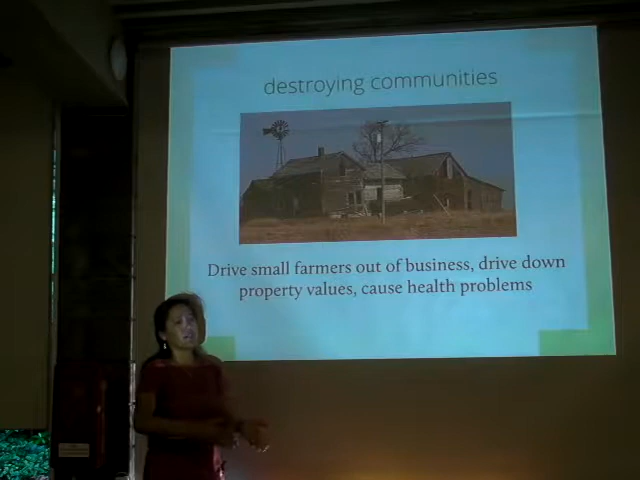 destroying communities
Drive small farmers out of business, drive down
property values, cause health problems